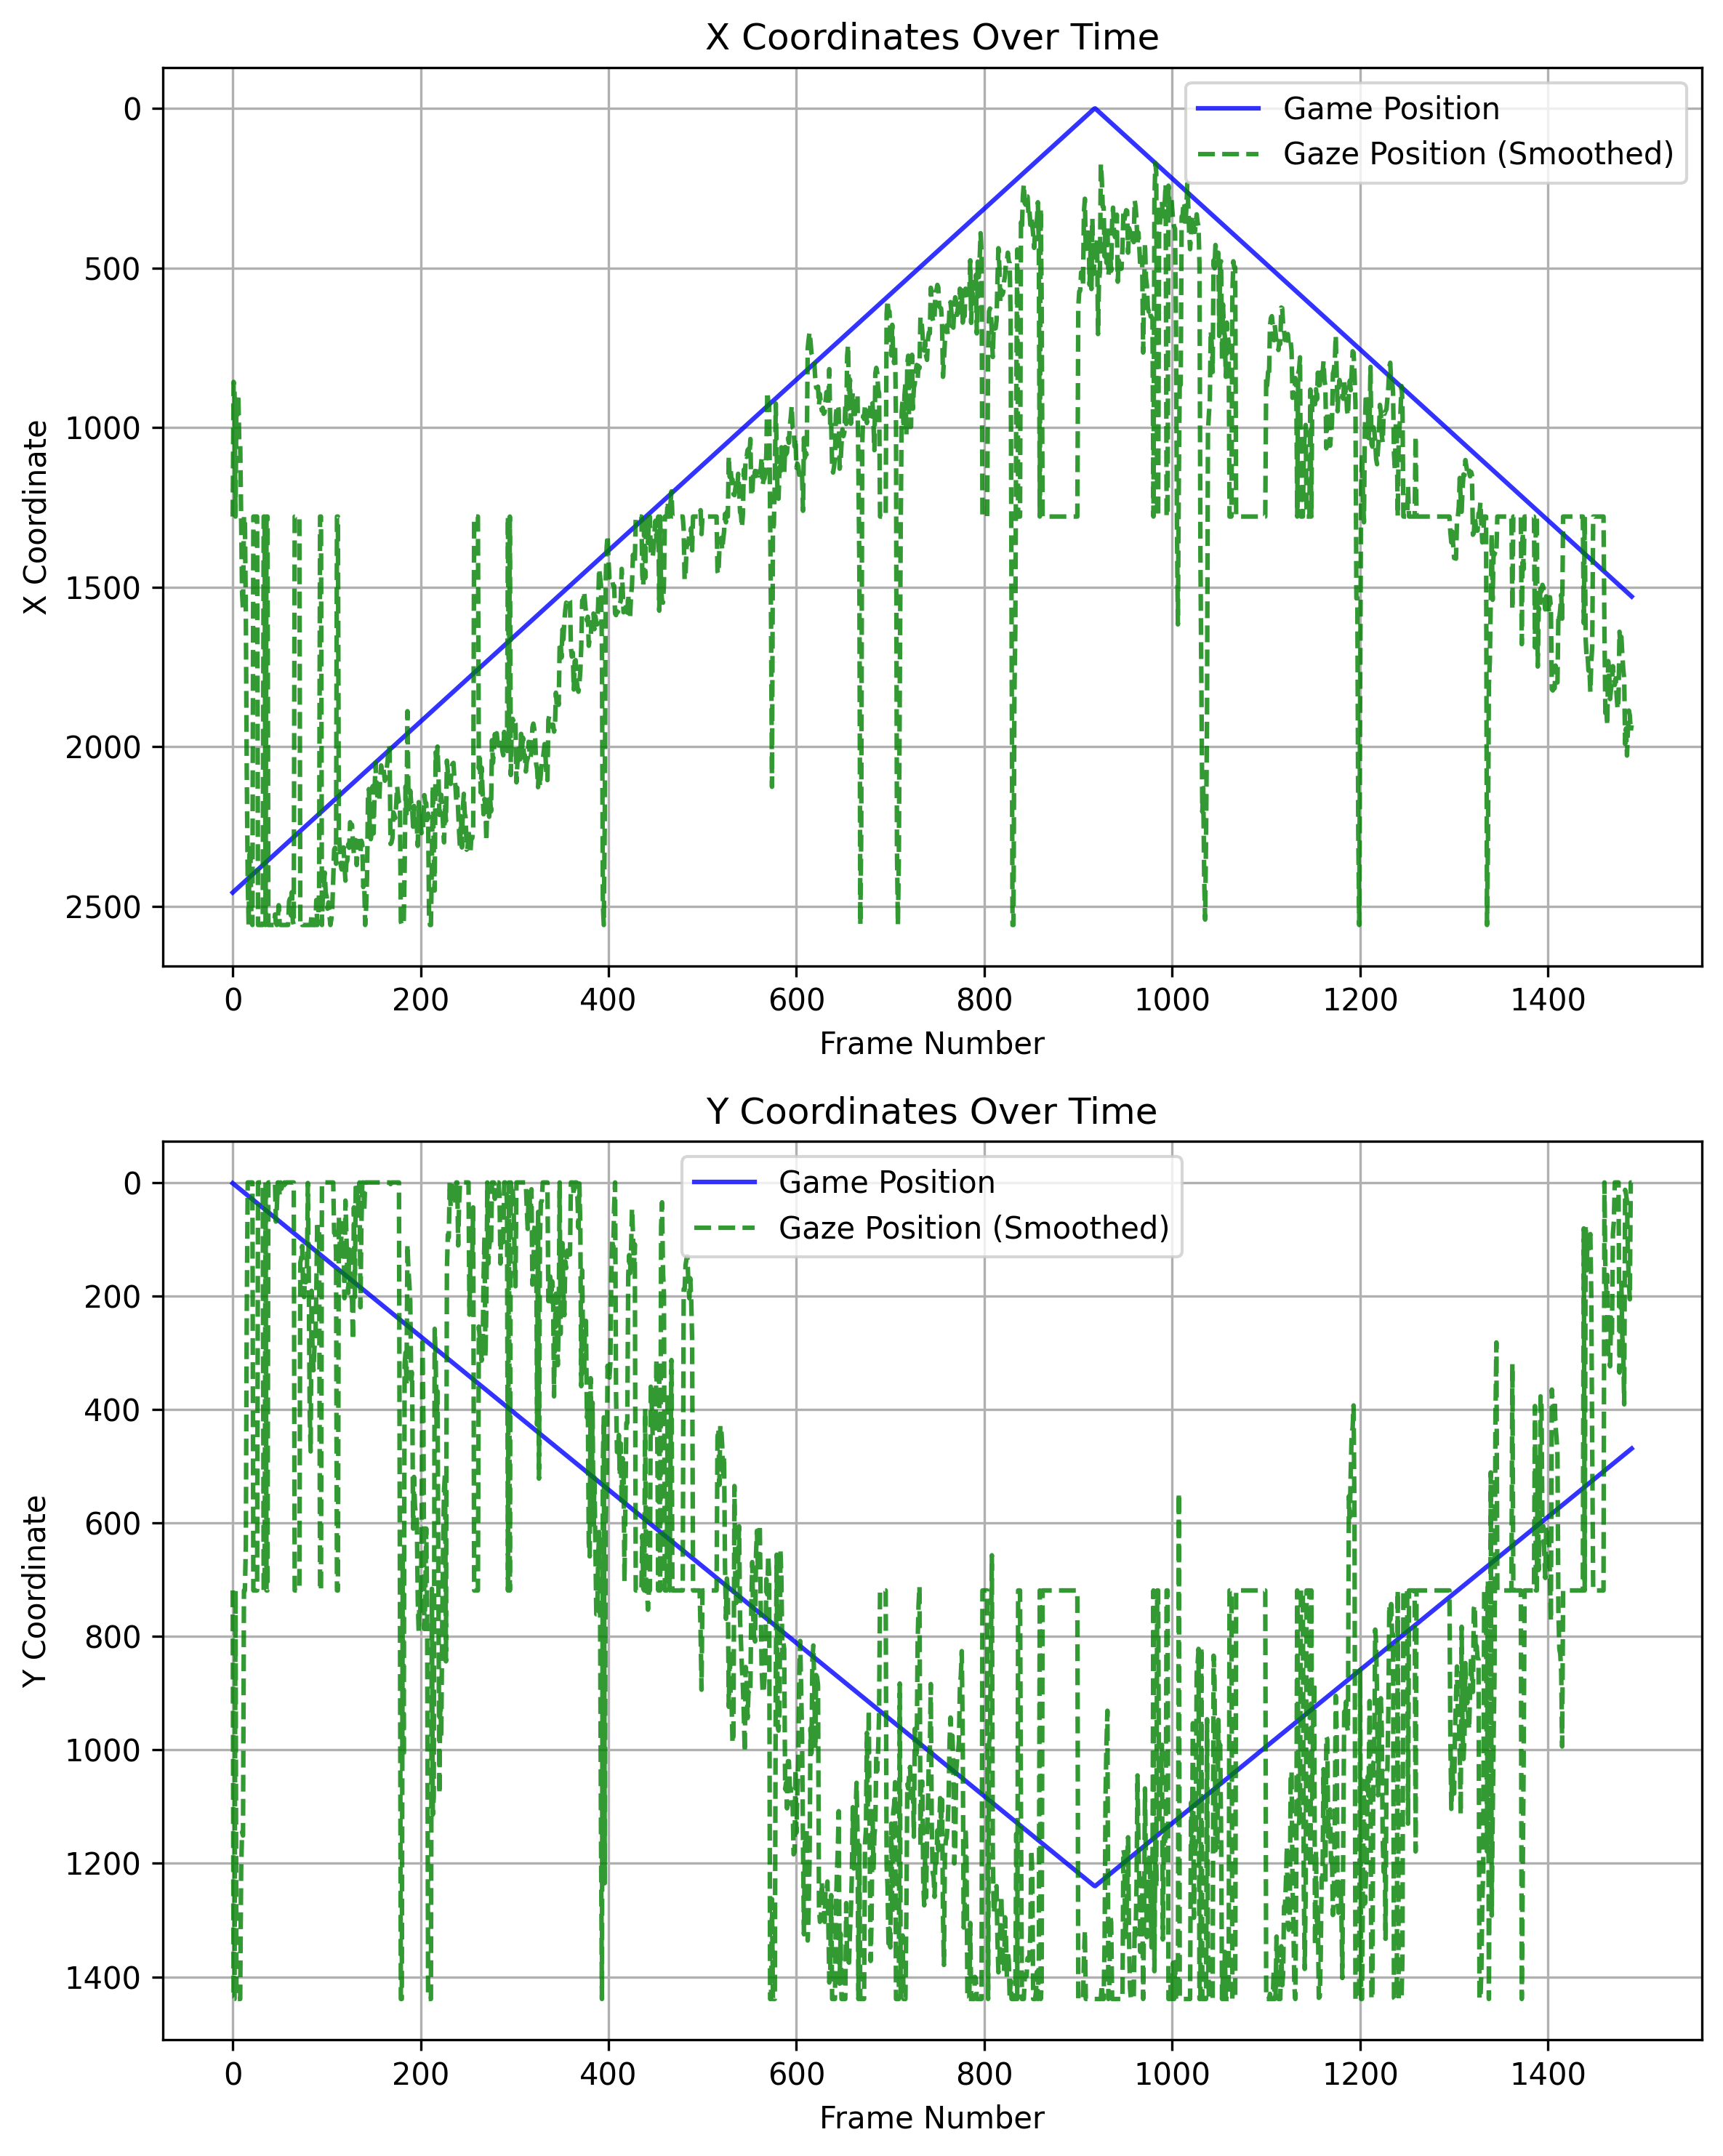 X Coordinates Over Time
Game Position
Gaze Position (Smoothed)
X Coordinate
0
500
1000
1500
2000
2500
0 200 400 600 800 1000 1200 1400
Frame Number
Y Coordinates Over Time
Game Position
Gaze Position (Smoothed)
Y Coordinate
0
200
400
600
800
1000
1200
1400
0 200 400 600 800 1000 1200 1400
Frame Number